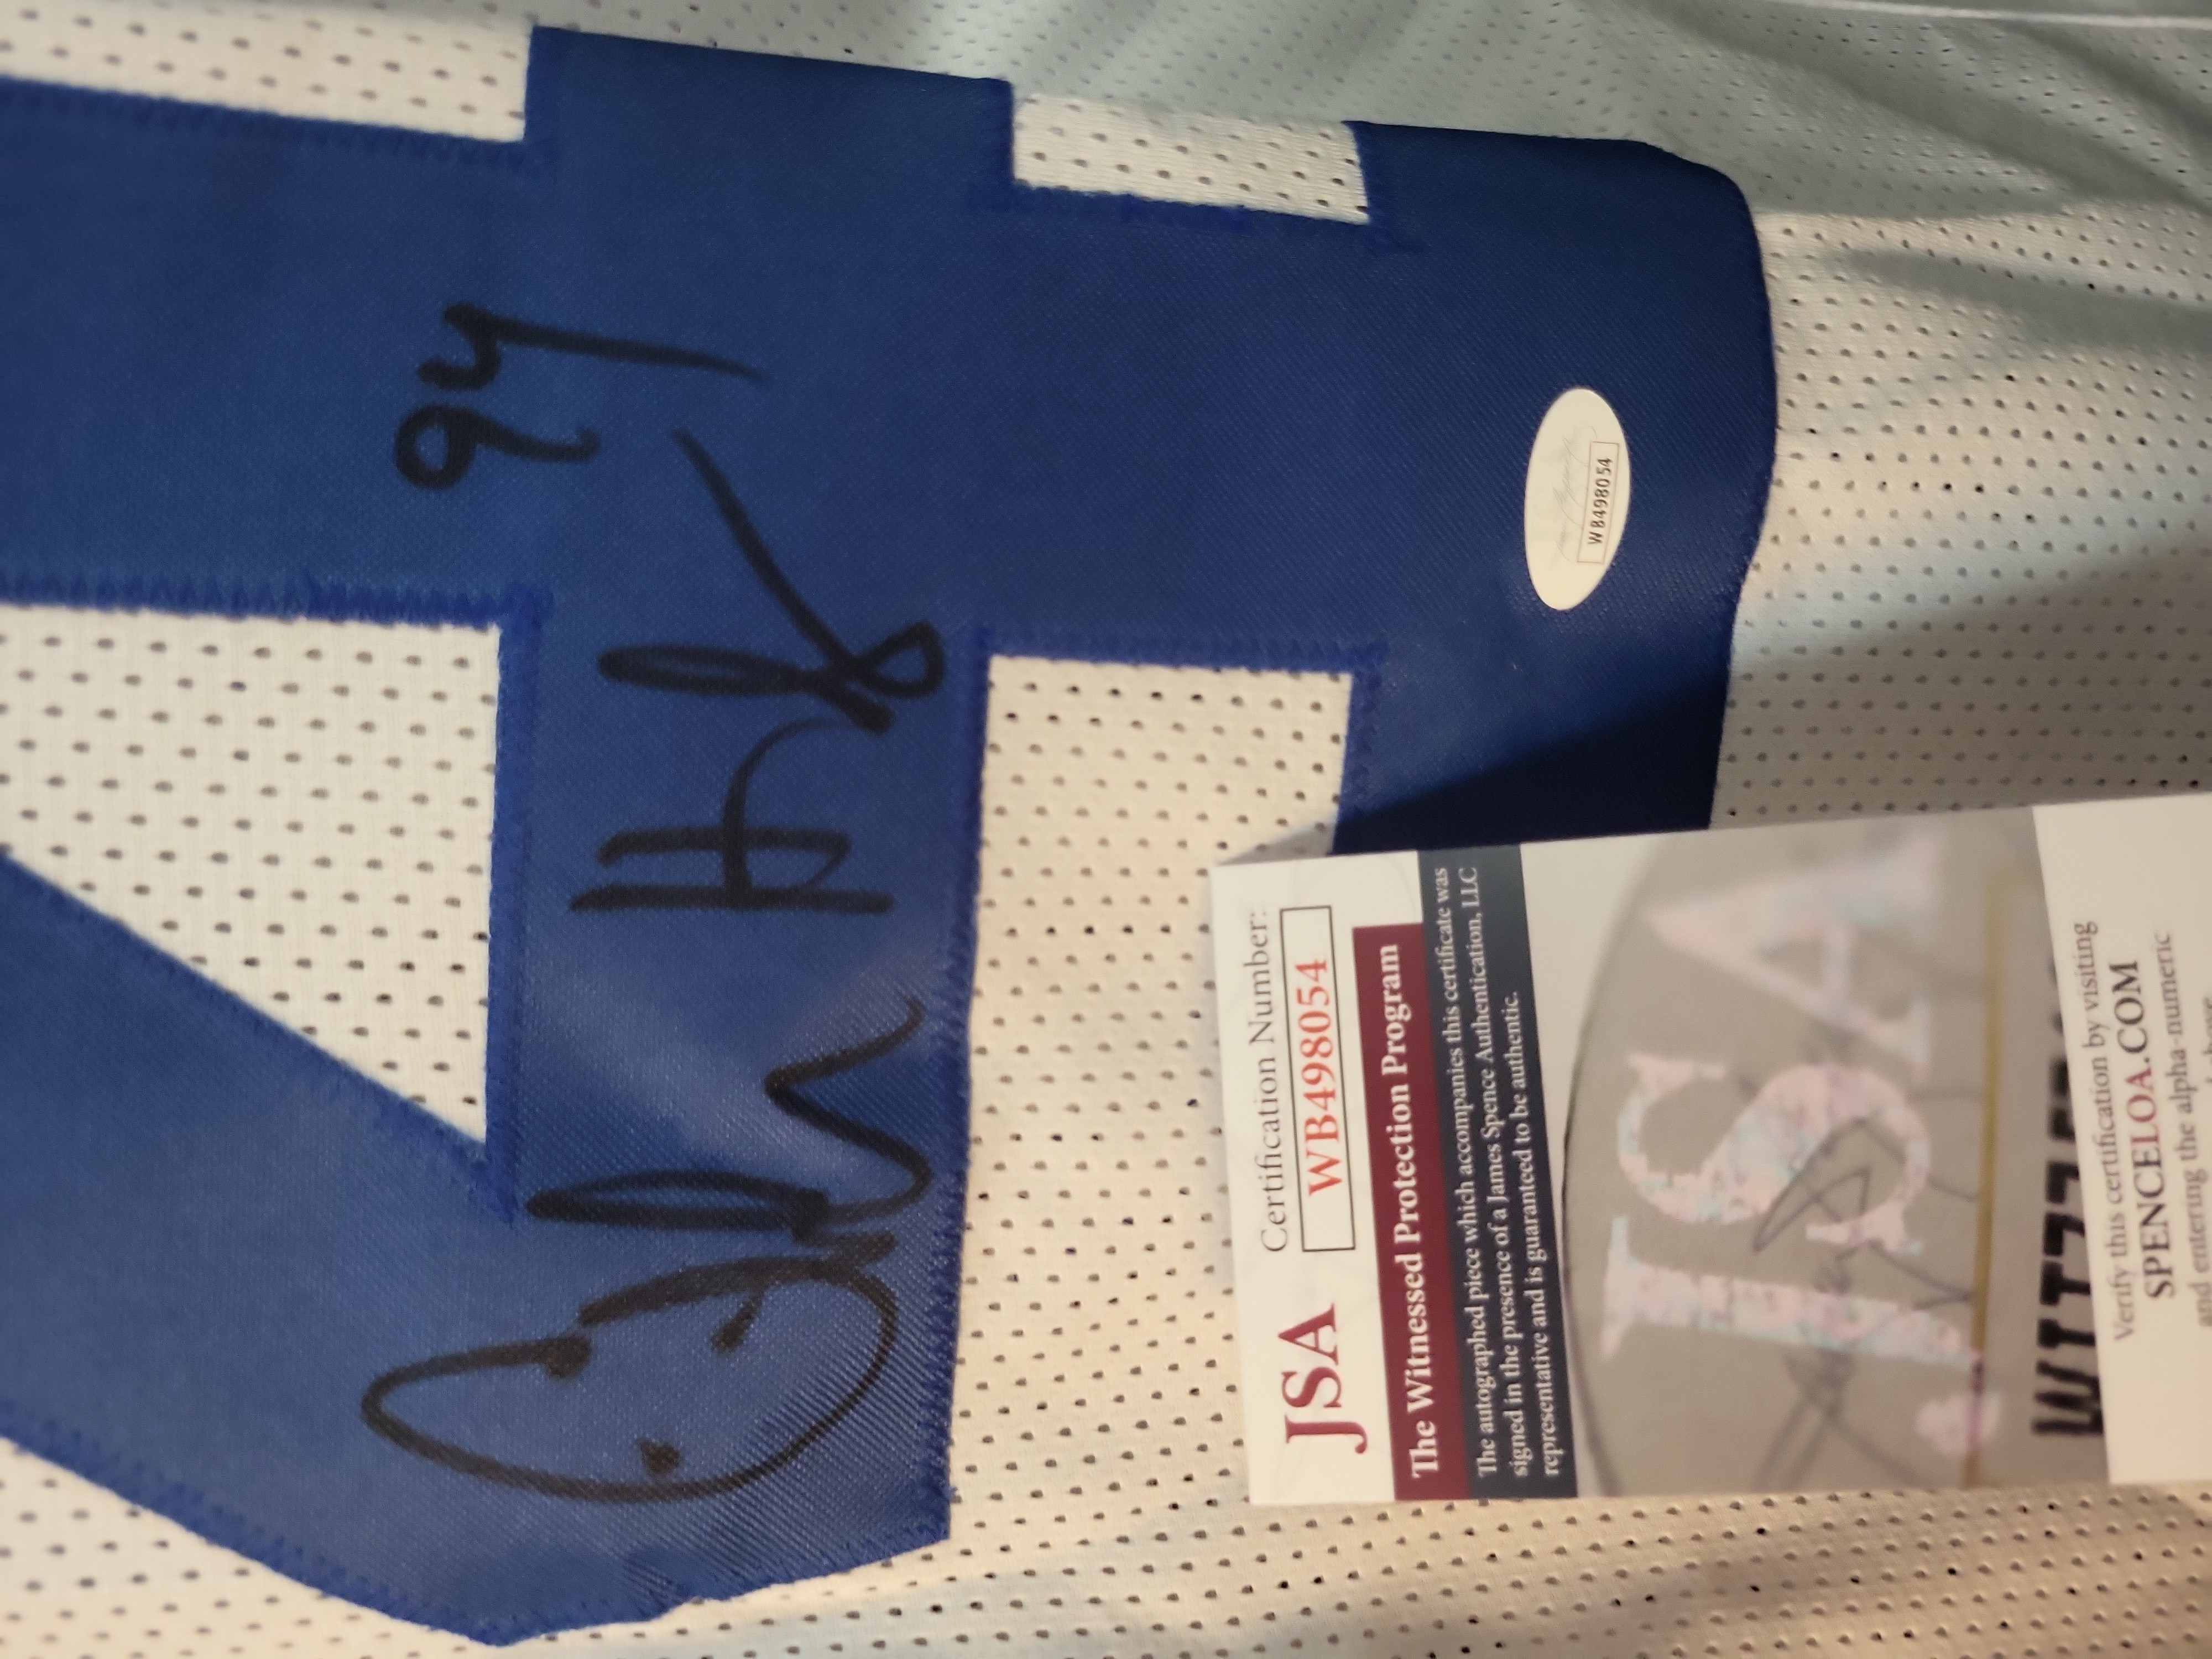 94
WB498054
Certification Number:
WB498054
JSA
The Witnessed Protection Program
The autographed piece which accompanies this certificate was
signed in the presence of a James Spence Authentication, LLC
representative and is guaranteed to be authentic.
JSA
Verify this certification by visiting
SPENCELOA.COM
and entering the alpha-numeric